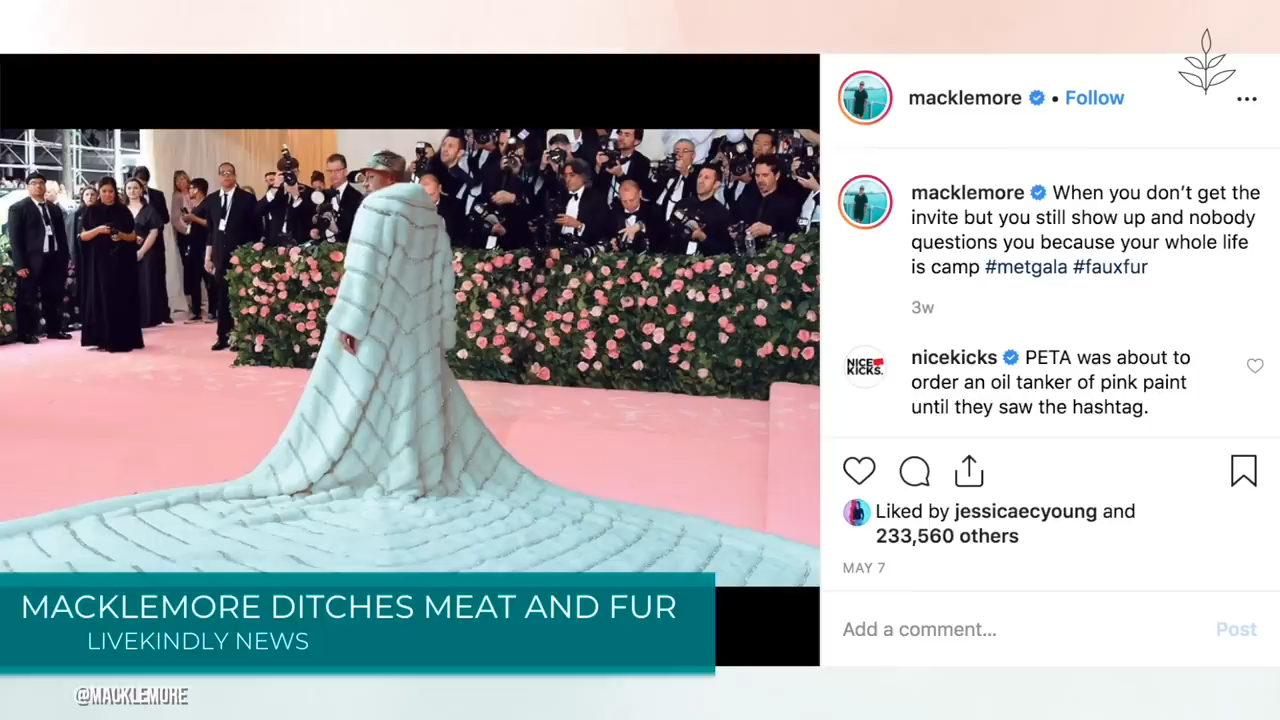 macklemore • Follow
macklemore When you don't get the
invite but you still show up and nobody
questions you because your whole life
is camp #metgala #fauxfur
3w
NICE
KICKS.
nicekicks PETA was about to
order an oil tanker of pink paint
until they saw the hashtag.
Liked by jessicaecyoung and
233,560 others
MAY 7
Add a comment... Post
MACKLEMORE DITCHES MEAT AND FUR
LIVEKINDLY NEWS
@MACKLEMORE